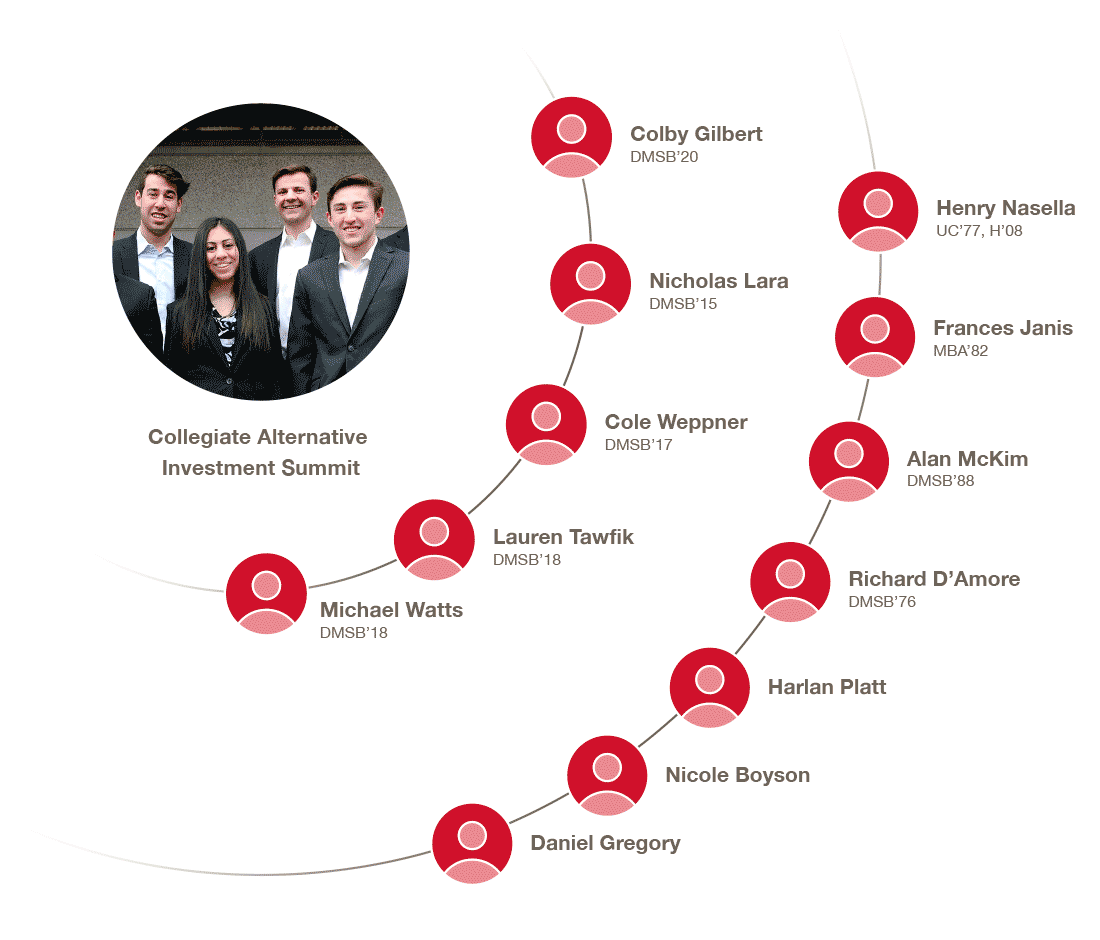 Collegiate Alternative
Investment Summit
Colby Gilbert
DMSB’20
Nicholas Lara
DMSB’15
Cole Weppner
DMSB’17
Lauren Tawfik
DMSB’18
Michael Watts
DMSB’18
Henry Nasella
UC’77, H’08
Frances Janis
MBA’82
Alan McKim
DMSB’88
Richard D’Amore
DMSB’76
Harlan Platt
Nicole Boyson
Daniel Gregory